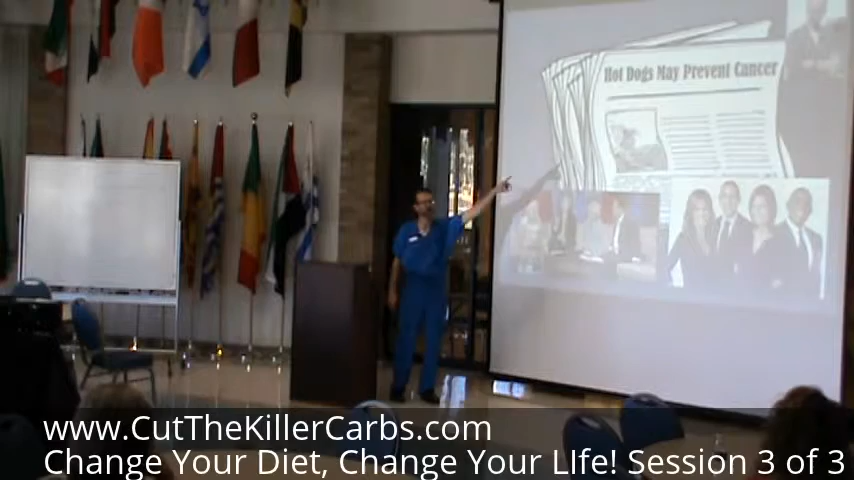 Hot Dogs May Prevent Cancer
www.CutTheKillerCarbs.com
Change Your Diet, Change Your LIfe! Session 3 of 3